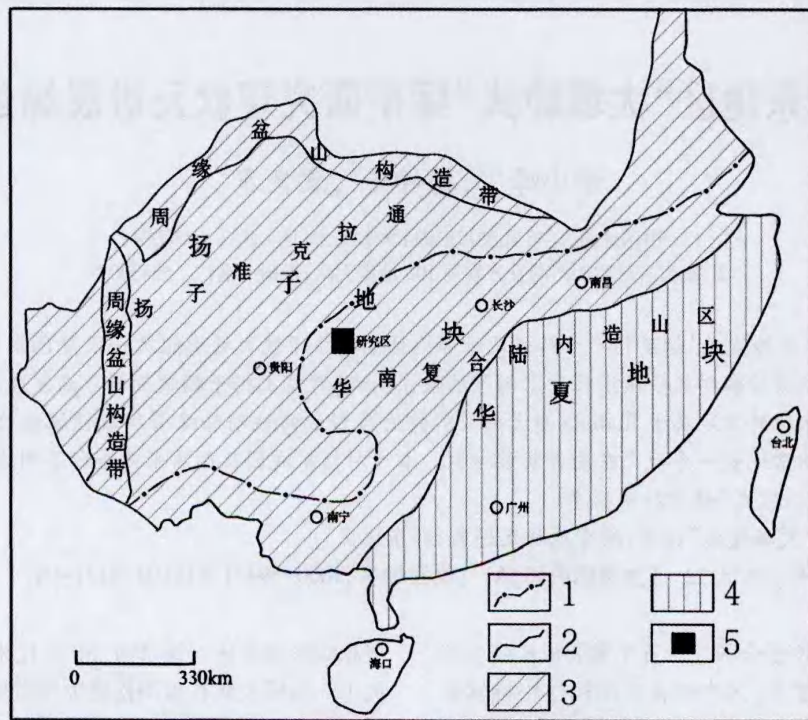 周缘盆山构造带
周缘盆山构造带
扬子准克拉通
扬子地块
华南复合陆内造山区
华夏地块
南昌
长沙
研究区
贵阳
台北
广州
南宁
海口
0 330km
1
2
3
4
5